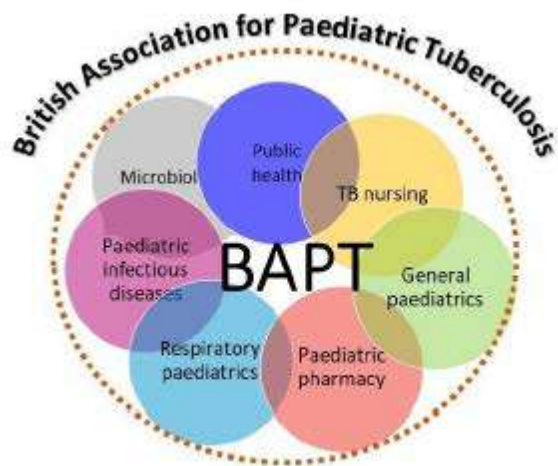 British Association for Paediatric Tuberculosis
Public
health
Microbiol
TB nursing
Paediatric
infectious
diseases
BAPT
General
paediatrics
Respiratory
paediatrics
Paediatric
pharmacy